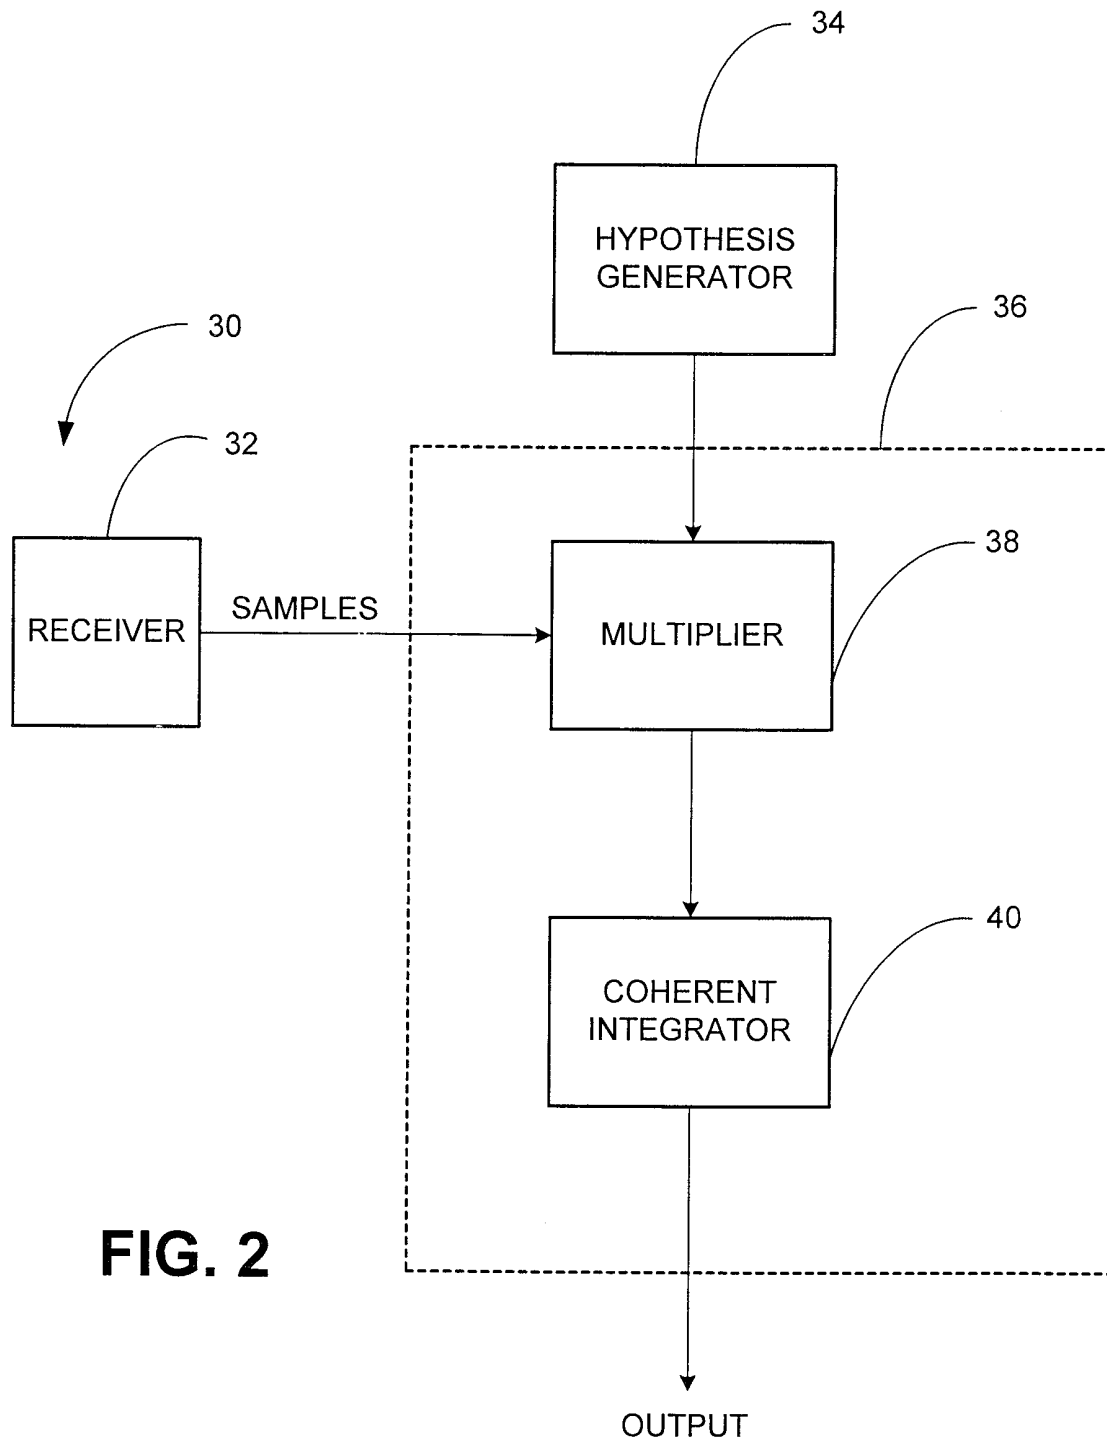 34
HYPOTHESIS
GENERATOR
36
30
32
38
SAMPLES
RECEIVER
MULTIPLIER
40
COHERENT
INTEGRATOR
FIG. 2
OUTPUT